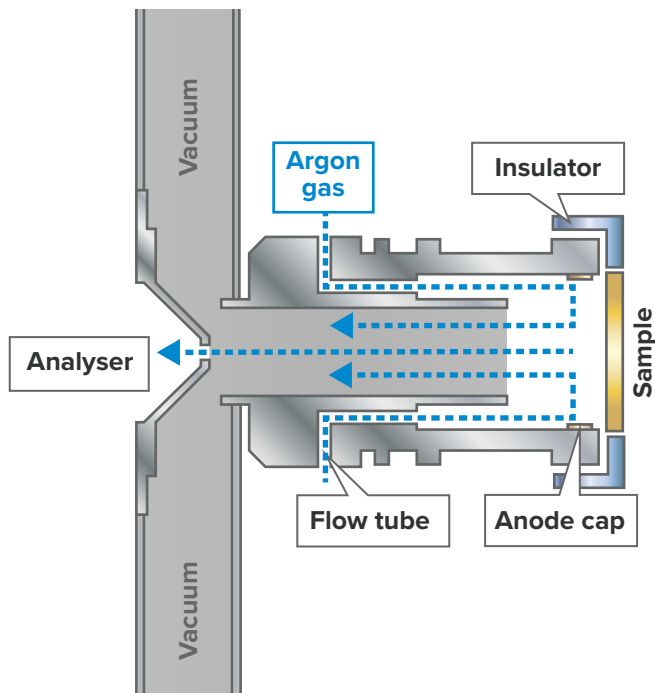 Vacuum
Argon
gas
Insulator
Analyser
Sample
Flow tube
Anode cap
Vacuum